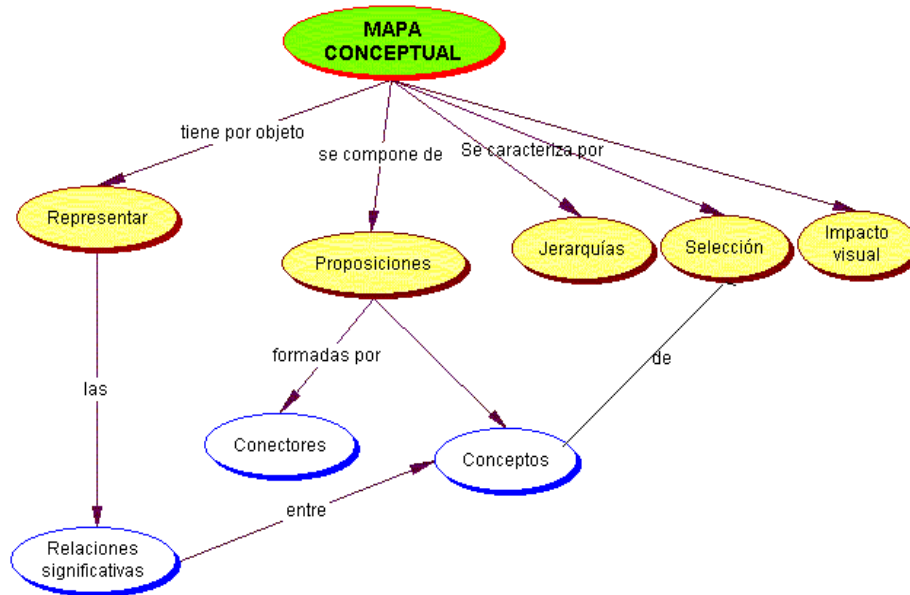 MAPA
CONCEPTUAL
tiene por objeto
se compone de
Se caracteriza por
Representar
Proposiciones
Jerarquías
Selección
Impacto
visual
formadas por
las
de
Conectores
Conceptos
entre
Relaciones
significativas